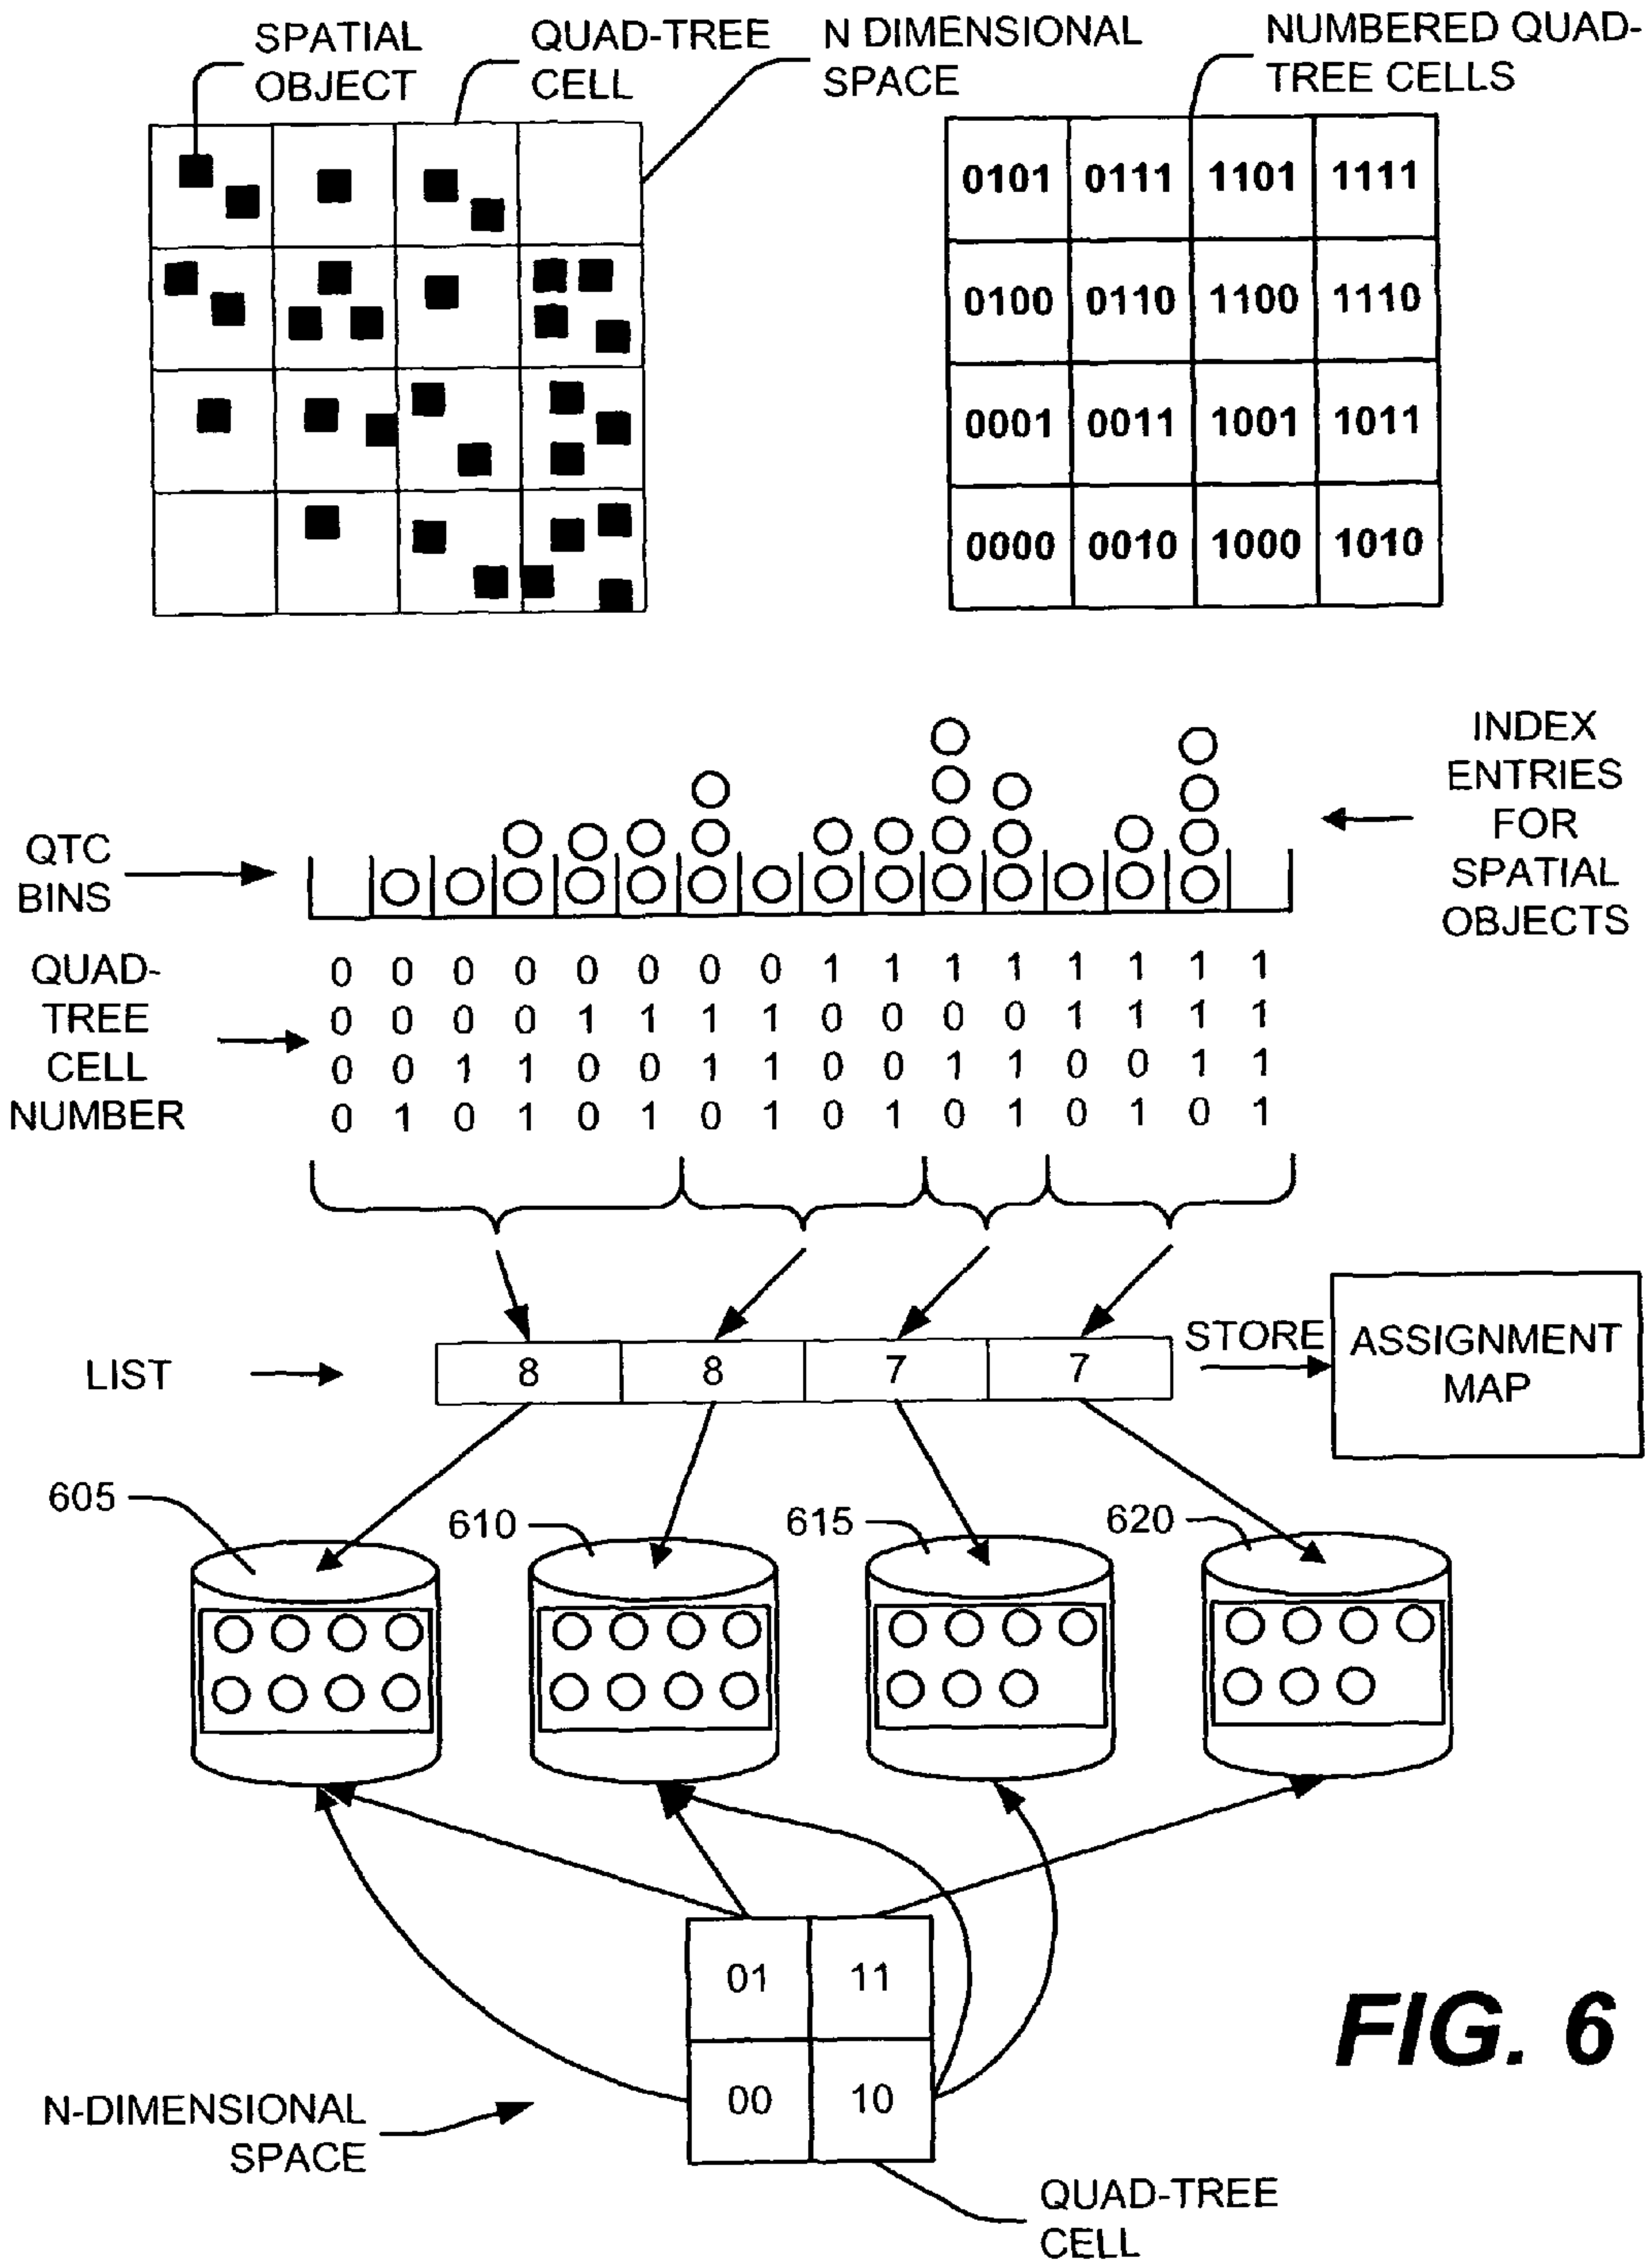 SPATIAL
OBJECT
QUAD-TREE
CELL
N DIMENSIONAL
SPACE
NUMBERED QUAD-
TREE CELLS
0101 0111 1101 1111
0100 0110 1100 1110
0001 0011 1001 1011
0000 0010 1000 1010
QTC
BINS
INDEX
ENTRIES
FOR
SPATIAL
OBJECTS
QUAD-
TREE
CELL
NUMBER
0 0 0 0 0 0 0 0 1 1 1 1 1 1 1 1
0 0 0 0 1 1 1 1 0 0 0 0 1 1 1 1
0 0 1 1 0 0 1 1 0 0 1 1 0 0 1 1
0 1 0 1 0 1 0 1 0 1 0 1 0 1 0 1
LIST
8 8 7 7
STORE
ASSIGNMENT
MAP
605
610
615
620
01 11
00 10
N-DIMENSIONAL
SPACE
QUAD-TREE
CELL
FIG. 6